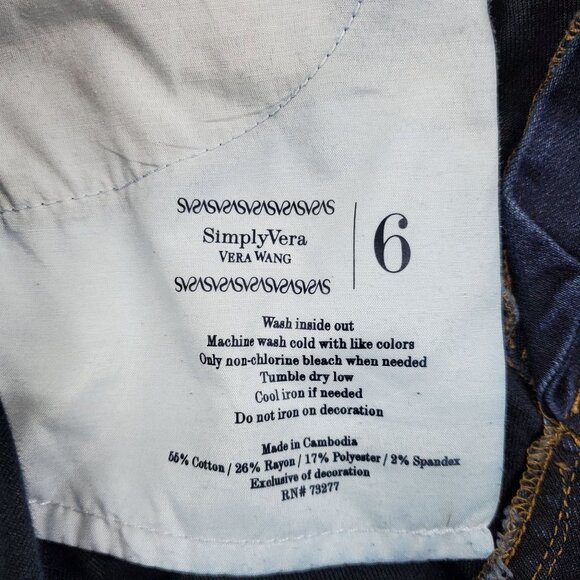 SVSVSVSVSVSVSVS
SimplyVera
VERA WANG
6
SVSVSVSVSVSVSVS
Wash inside out
Machine wash cold with like colors
Only non-chlorine bleach when needed
Tumble dry low
Cool iron if needed
Do not iron on decoration
Made in Cambodia
55% Cotton / 26% Rayon / 17% Polyester / 2% Spandex
Exclusive of decoration
RN# 73277